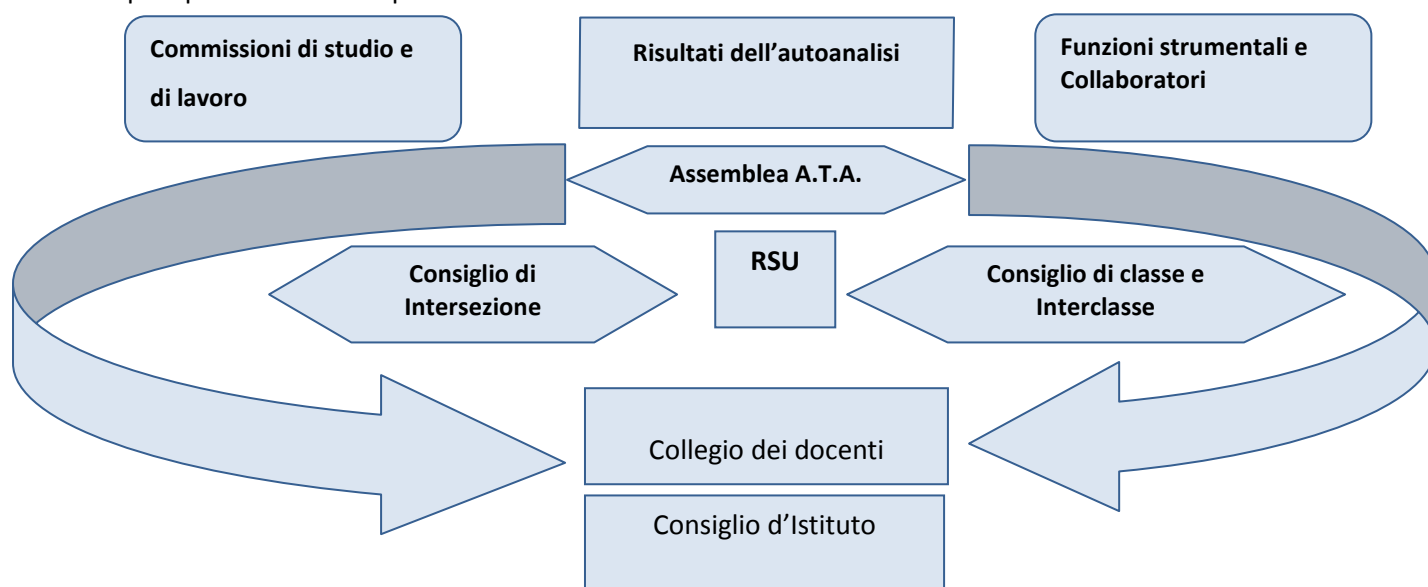 Commissioni di studio e
di lavoro
Risultati dell’autoanalisi
Funzioni strumentali e
Collaboratori
Assemblea A.T.A.
Consiglio di
Intersezione
RSU
Consiglio di classe e
Interclasse
Collegio dei docenti
Consiglio d’Istituto